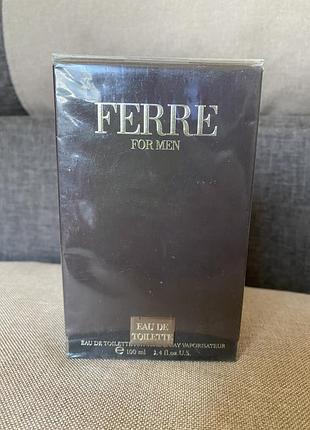 FERRE
FOR MEN
EAU DE
TOILETTE
EAU DE TOILETTE VAPORISATEUR
e 100 ml 3.4 fl.oz.U.S.